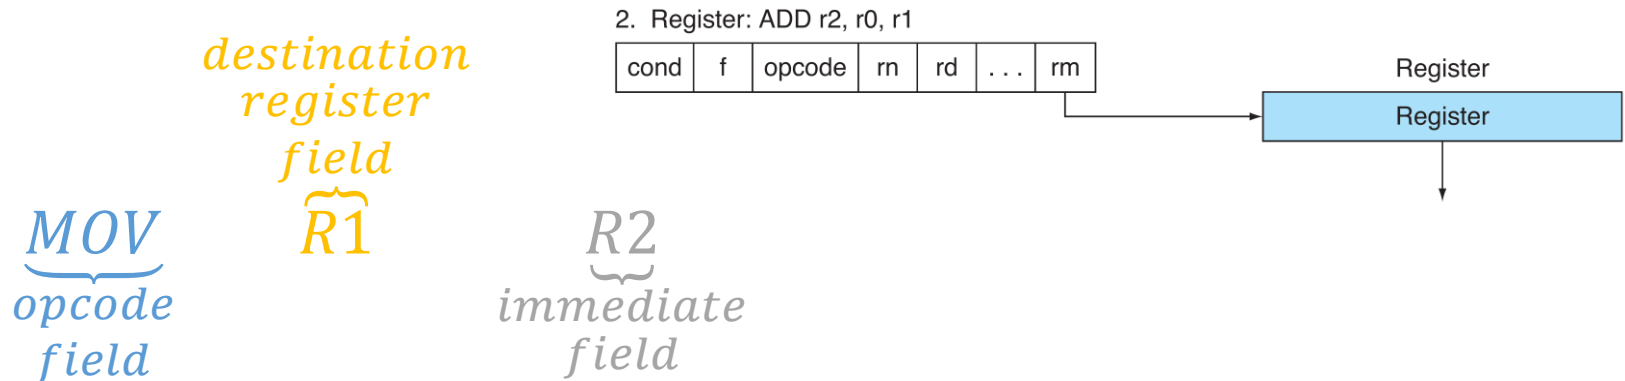 2. Register: ADD r2, r0, r1
cond f opcode rn rd . . . rm
Register
Register
destination
register
field
MOV R1 R2
opcode
field
immediate
field